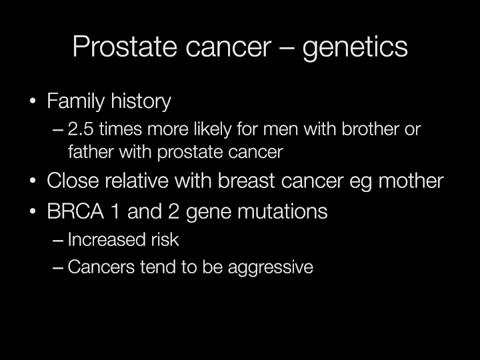 Prostate cancer – genetics
• Family history
– 2.5 times more likely for men with brother or
father with prostate cancer
• Close relative with breast cancer eg mother
• BRCA 1 and 2 gene mutations
– Increased risk
– Cancers tend to be aggressive